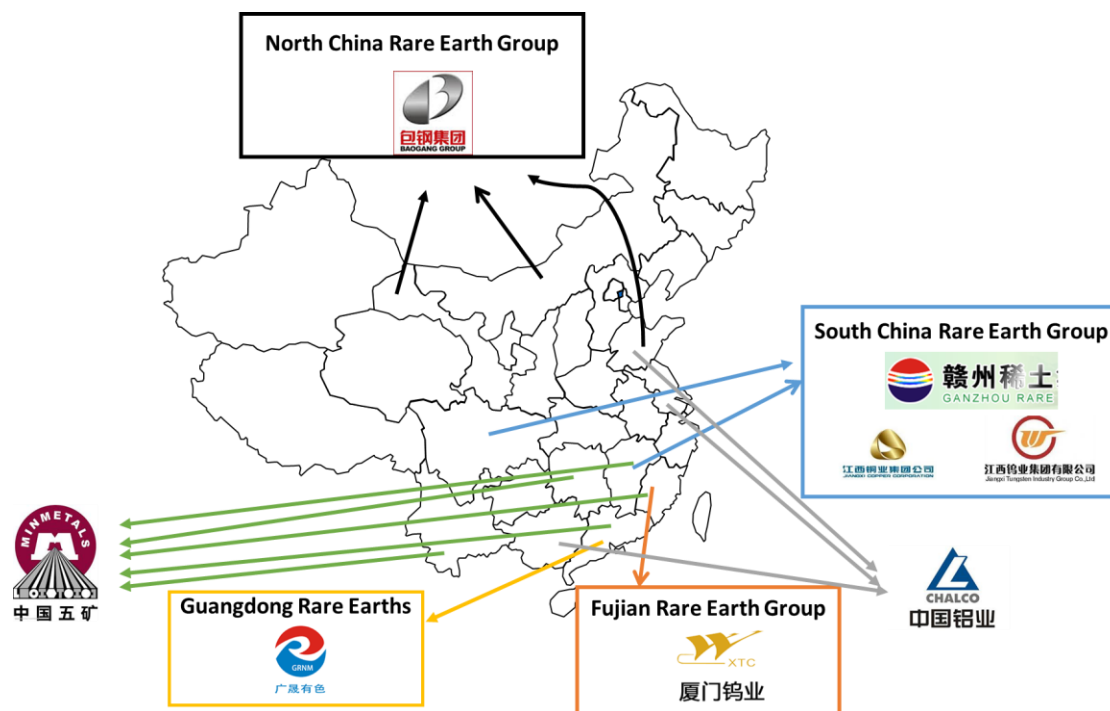 North China Rare Earth Group
包钢集团
BAOGANG GROUP
South China Rare Earth Group
赣州稀土
GANZHOU RARE
江西铜业集团公司
JIANGXI COPPER CORPORATION
江西钨业集团有限公司
Jiangxi Tungsten Industry Group Co.,Ltd
MINMETALS
中国五矿
Guangdong Rare Earths
GRNM
广晟有色
Fujian Rare Earth Group
XTC
厦门钨业
CHALCO
中国铝业